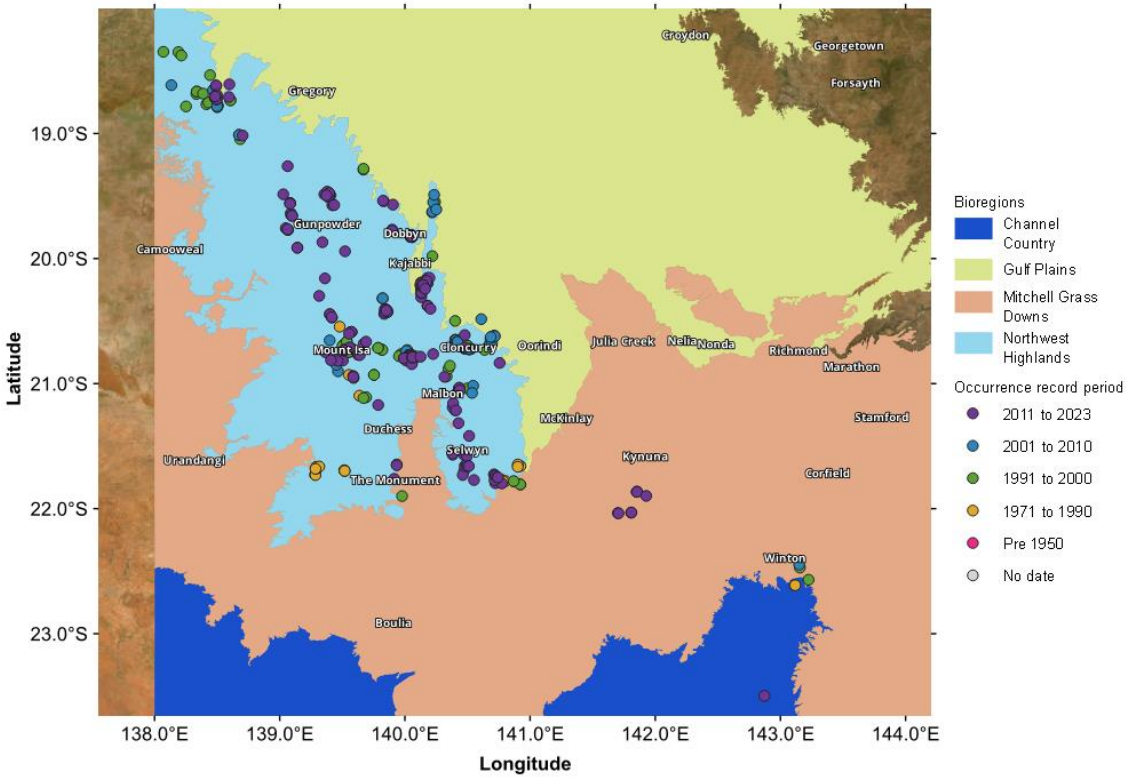 Croydon
Georgetown
Forsayth
Gregory
19.0°S
Gunpowder
Dobbyn
Camooweal
20.0°S
Kajabbi
Mount Isa
Cloncurry
Oorindi
Julia Creek
Nelia
Nonda
Richmond
Marathon
21.0°S
Malbon
McKinlay
Stamford
Duchess
Urandangi
Selwyn
Kynuna
The Monument
Corfield
22.0°S
Winton
Boulia
23.0°S
138.0°E
139.0°E
140.0°E
141.0°E
142.0°E
143.0°E
144.0°E
Latitude
Longitude
Bioregions
Channel
Country
Gulf Plains
Mitchell Grass
Downs
Northwest
Highlands
Occurrence record period
2011 to 2023
2001 to 2010
1991 to 2000
1971 to 1990
Pre 1950
No date